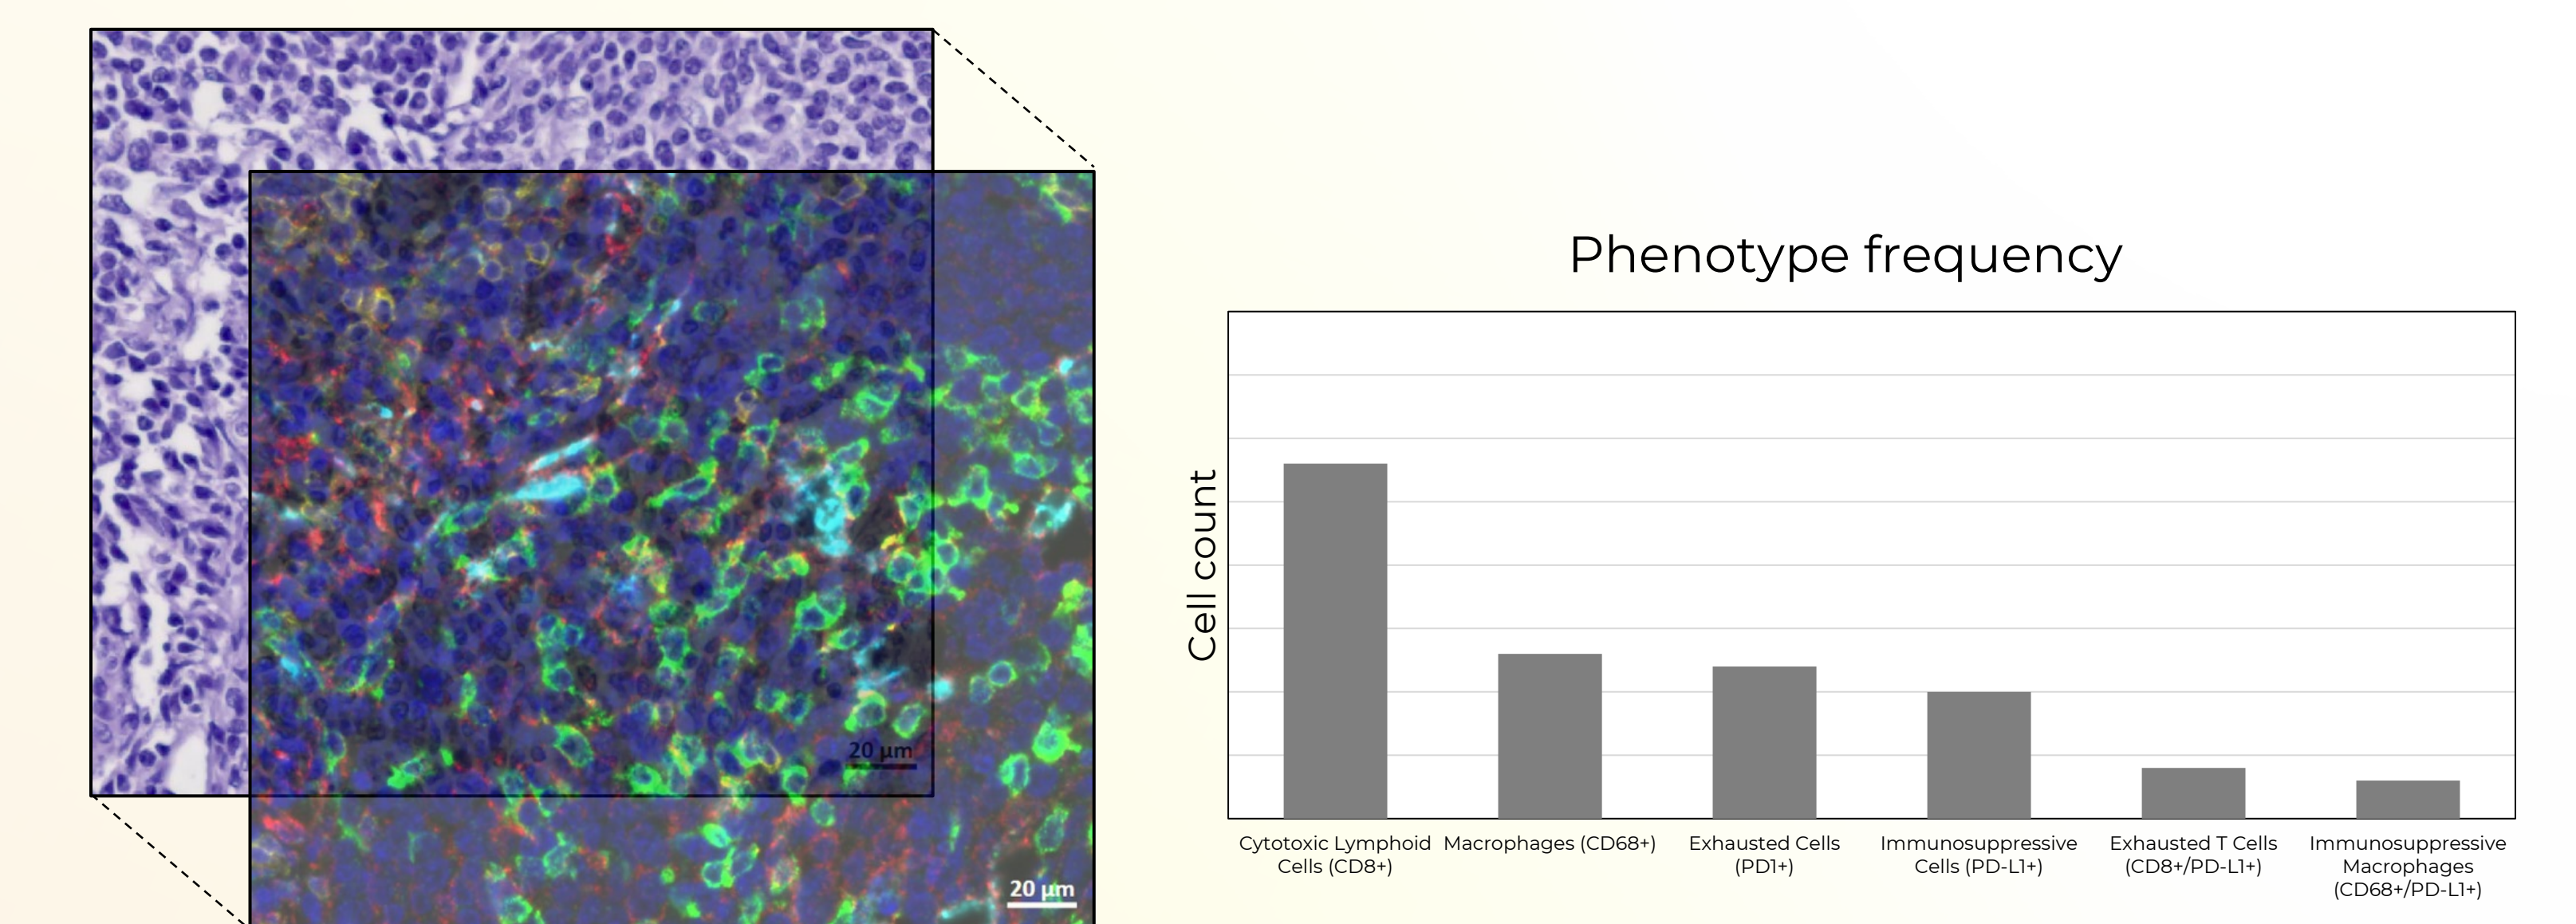 20 µm
20 µm
Phenotype frequency
Cell count
Cytotoxic Lymphoid
Cells (CD8+)
Macrophages (CD68+)
Exhausted Cells
(PD1+)
Immunosuppressive
Cells (PD-L1+)
Exhausted T Cells
(CD8+/PD-L1+)
Immunosuppressive
Macrophages
(CD68+/PD-L1+)